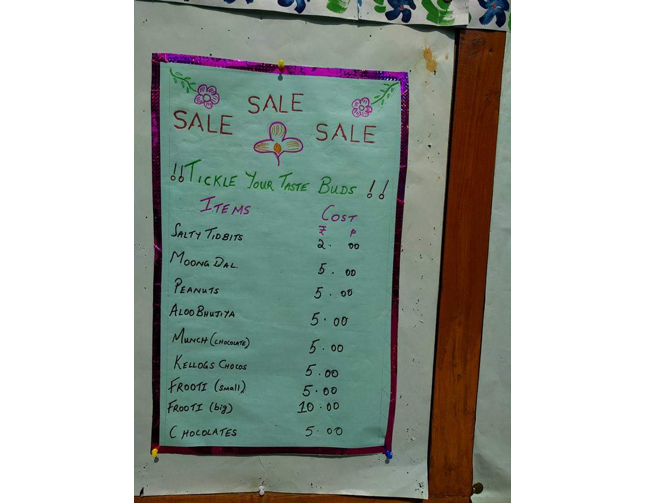 SALE SALE SALE
!! TICKLE YOUR TASTE BUDS !!
ITEMS COST
₹ P
SALTY TIDBITS 2.00
MOONG DAL 5.00
PEANUTS 5.00
ALOO BHUJIYA 5.00
MUNCH (CHOCOLATE) 5.00
KELLOGS CHOCOS 5.00
FROOTI (small) 5.00
FROOTI (big) 10.00
CHOCOLATES 5.00